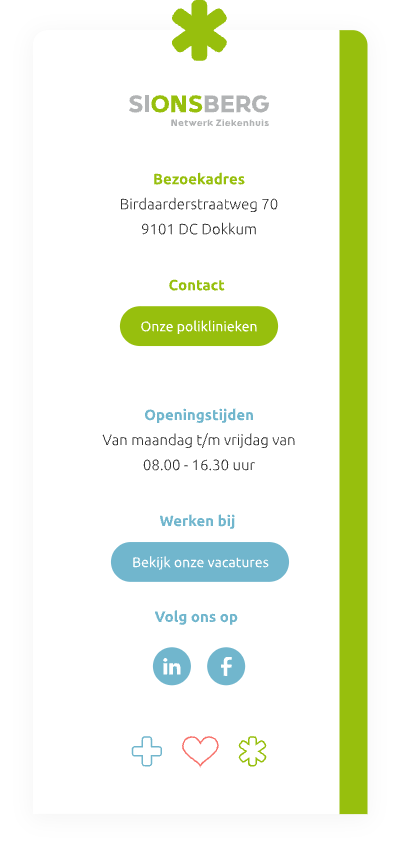 SIONSBERG
Netwerk Ziekenhuis
Bezoekadres
Birdaarderstraatweg 70
9101 DC Dokkum
Contact
Onze poliklinieken
Openingstijden
Van maandag t/m vrijdag van
08.00 - 16.30 uur
Werken bij
Bekijk onze vacatures
Volg ons op
in f